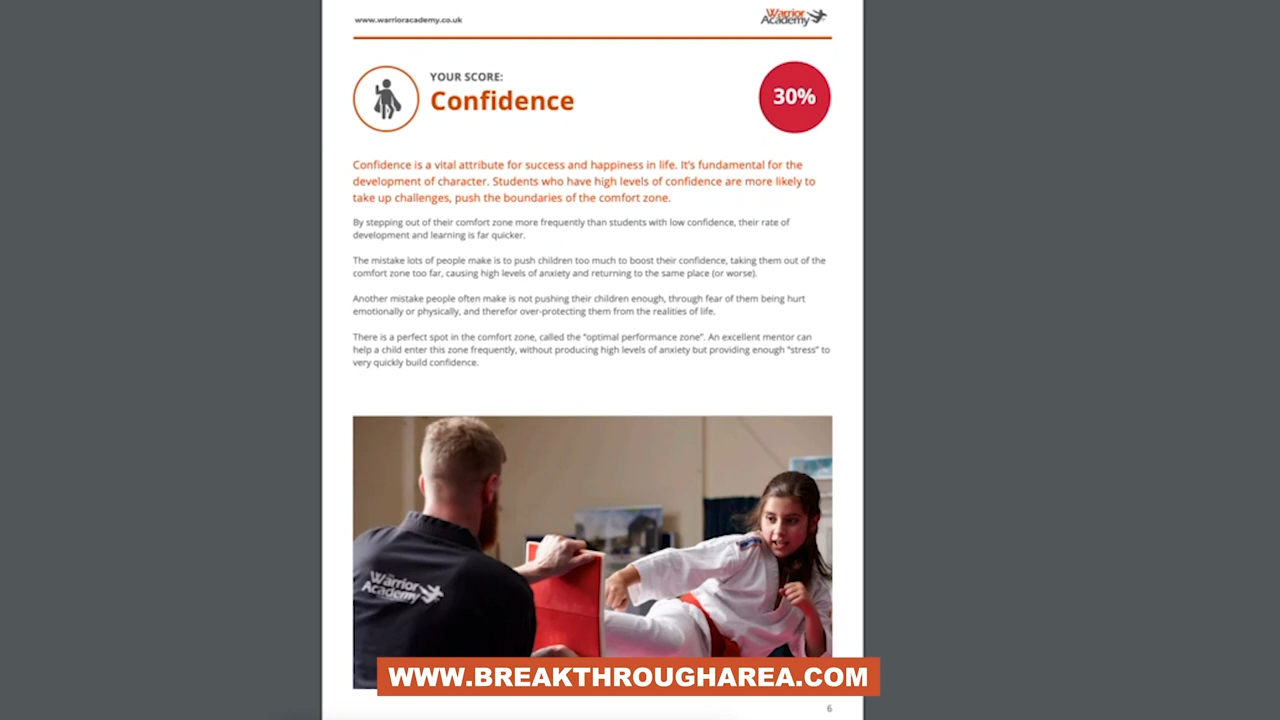 www.warrioracademy.co.uk
Warrior
Academy
YOUR SCORE:
Confidence
30%
Confidence is a vital attribute for success and happiness in life. It's fundamental for the
development of character. Students who have high levels of confidence are more likely to
take up challenges, push the boundaries of the comfort zone.
By stepping out of their comfort zone more frequently than students with low confidence, their rate of
development and learning is far quicker.
The mistake lots of people make is to push children too much to boost their confidence, taking them out of the
comfort zone too far, causing high levels of anxiety and returning to the same place (or worse).
Another mistake people often make is not pushing their children enough, through fear of them being hurt
emotionally or physically, and therefor over-protecting them from the realities of life.
There is a perfect spot in the comfort zone, called the “optimal performance zone”. An excellent mentor can
help a child enter this zone frequently, without producing high levels of anxiety but providing enough “stress” to
very quickly build confidence.
Warrior
Academy
WWW.BREAKTHROUGHAREA.COM
6